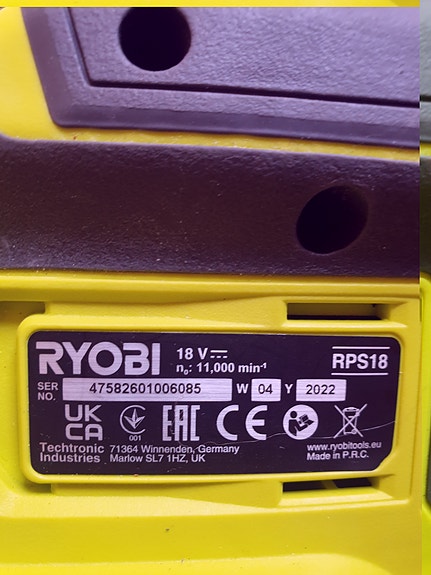 RYOBI 18 V n₀: 11,000 min⁻¹ RPS18
SER NO. 47582601006085 W 04 Y 2022
UK CA 001 EAC CE
Techtronic Industries
71364 Winnenden, Germany
Marlow SL7 1HZ, UK
www.ryobitools.eu
Made in P.R.C.